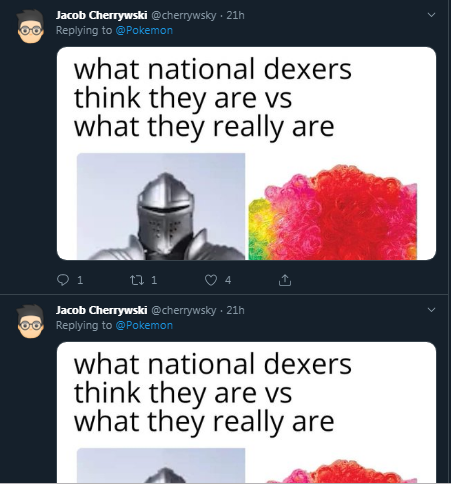 Jacob Cherrywski @cherrywsky · 21h
Replying to @Pokemon
what national dexers
think they are vs
what they really are
1 1 4
Jacob Cherrywski @cherrywsky · 21h
Replying to @Pokemon
what national dexers
think they are vs
what they really are